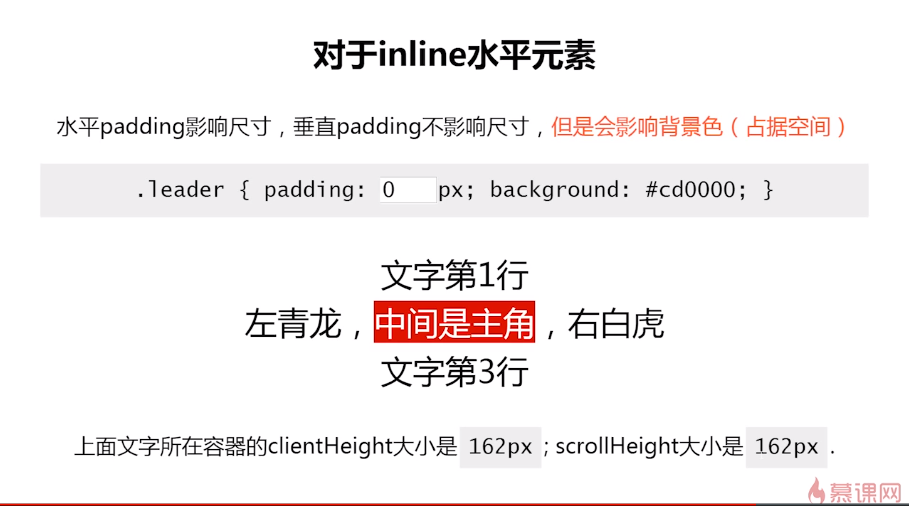 对于inline水平元素
水平padding影响尺寸，垂直padding不影响尺寸，但是会影响背景色（占据空间）
.leader { padding: 0 px; background: #cd0000; }
文字第1行
左青龙，中间是主角，右白虎
文字第3行
上面文字所在容器的clientHeight大小是 162px ; scrollHeight大小是 162px .
慕课网